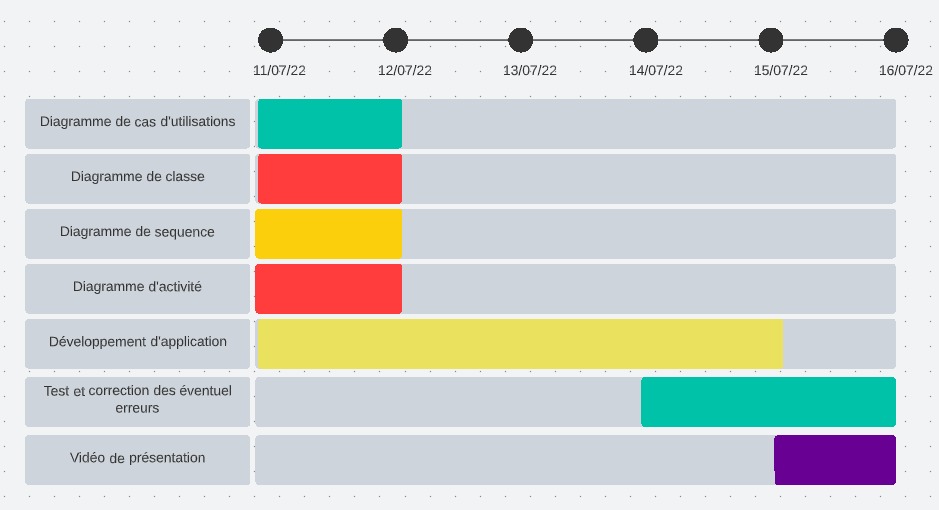 11/07/22 12/07/22 13/07/22 14/07/22 15/07/22 16/07/22
Diagramme de cas d'utilisations
Diagramme de classe
Diagramme de sequence
Diagramme d'activité
Développement d'application
Test et correction des éventuel
erreurs
Vidéo de présentation